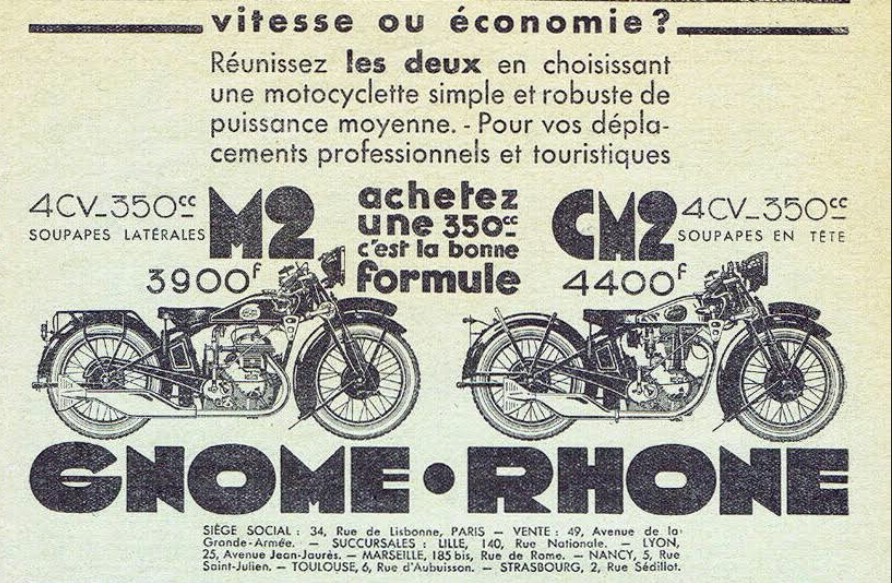 vitesse ou économie ?
Réunissez les deux en choisissant
une motocyclette simple et robuste de
puissance moyenne. - Pour vos dépla-
cements professionnels et touristiques
4CV_350cc
SOUPAPES LATÉRALES
M2
3900F
achetez
une 350cc
c'est la bonne
formule
CM2
4CV_350cc
SOUPAPES EN TÊTE
4400F
GNOME • RHONE
SIÈGE SOCIAL : 34, Rue de Lisbonne, PARIS — VENTE : 49, Avenue de la
Grande-Armée. — SUCCURSALES : LILLE, 140, Rue Nationale. — LYON,
25, Avenue Jean-Jaurès. — MARSEILLE, 185 bis, Rue de Rome. — NANCY, 5, Rue
Saint-Julien. — TOULOUSE, 6, Rue d'Aubuisson. — STRASBOURG, 2, Rue Sédillot.